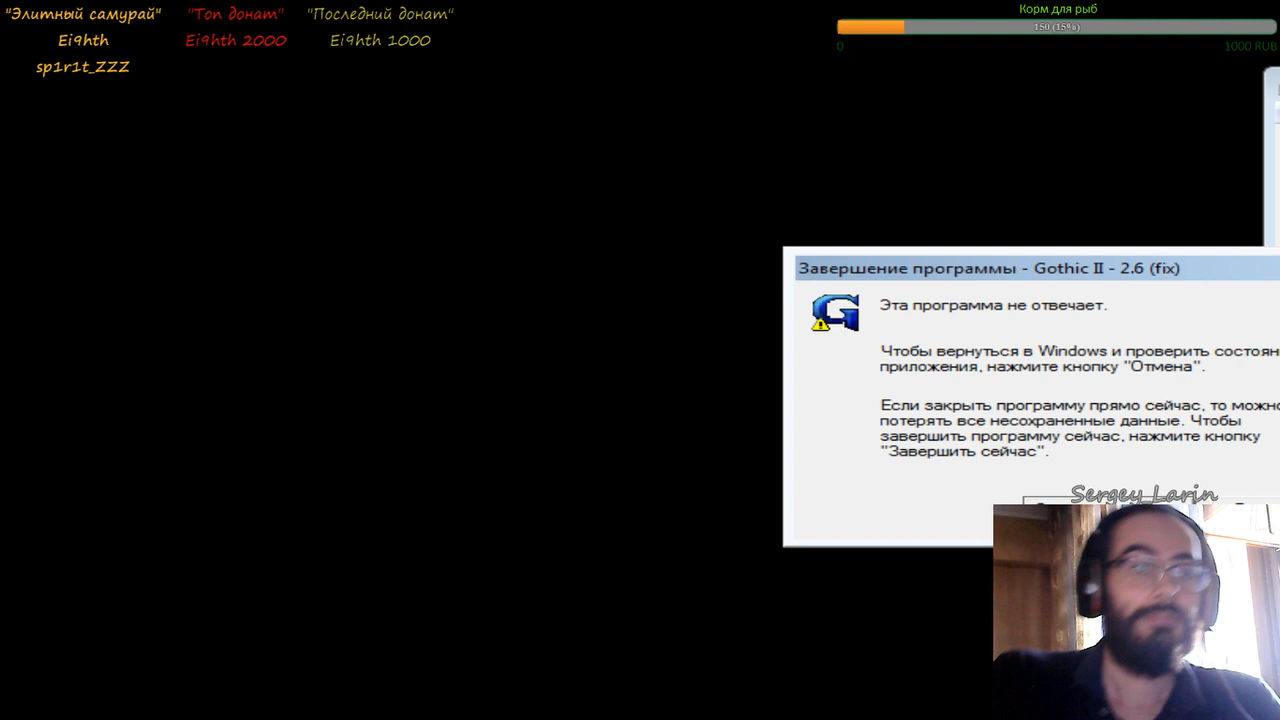 "Элитный самурай"
Ei9hth
sp1r1t_ZZZ
"Топ донат"
Ei9hth 2000
"Последний донат"
Ei9hth 1000
Корм для рыб
150 (15%)
0
1000 RUB
Завершение программы - Gothic II - 2.6 (fix)
Эта программа не отвечает.
Чтобы вернуться в Windows и проверить состоян
приложения, нажмите кнопку "Отмена".
Если закрыть программу прямо сейчас, то можно
потерять все несохраненные данные. Чтобы
завершить программу сейчас, нажмите кнопку
"Завершить сейчас".
Sergey_Larin